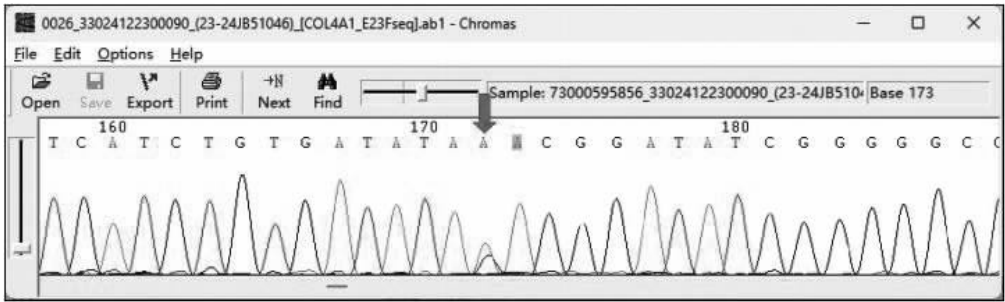 0026_33024122300090_(23-24JB51046)_[COL4A1_E23Fseq].ab1 - Chromas
File Edit Options Help
Open Save Export Print Next Find Sample: 73000595856_33024122300090_(23-24JB5104 Base 173
160 170 180
T C A T C T G T G A T A T A A A C G G A T A T C G G G G C